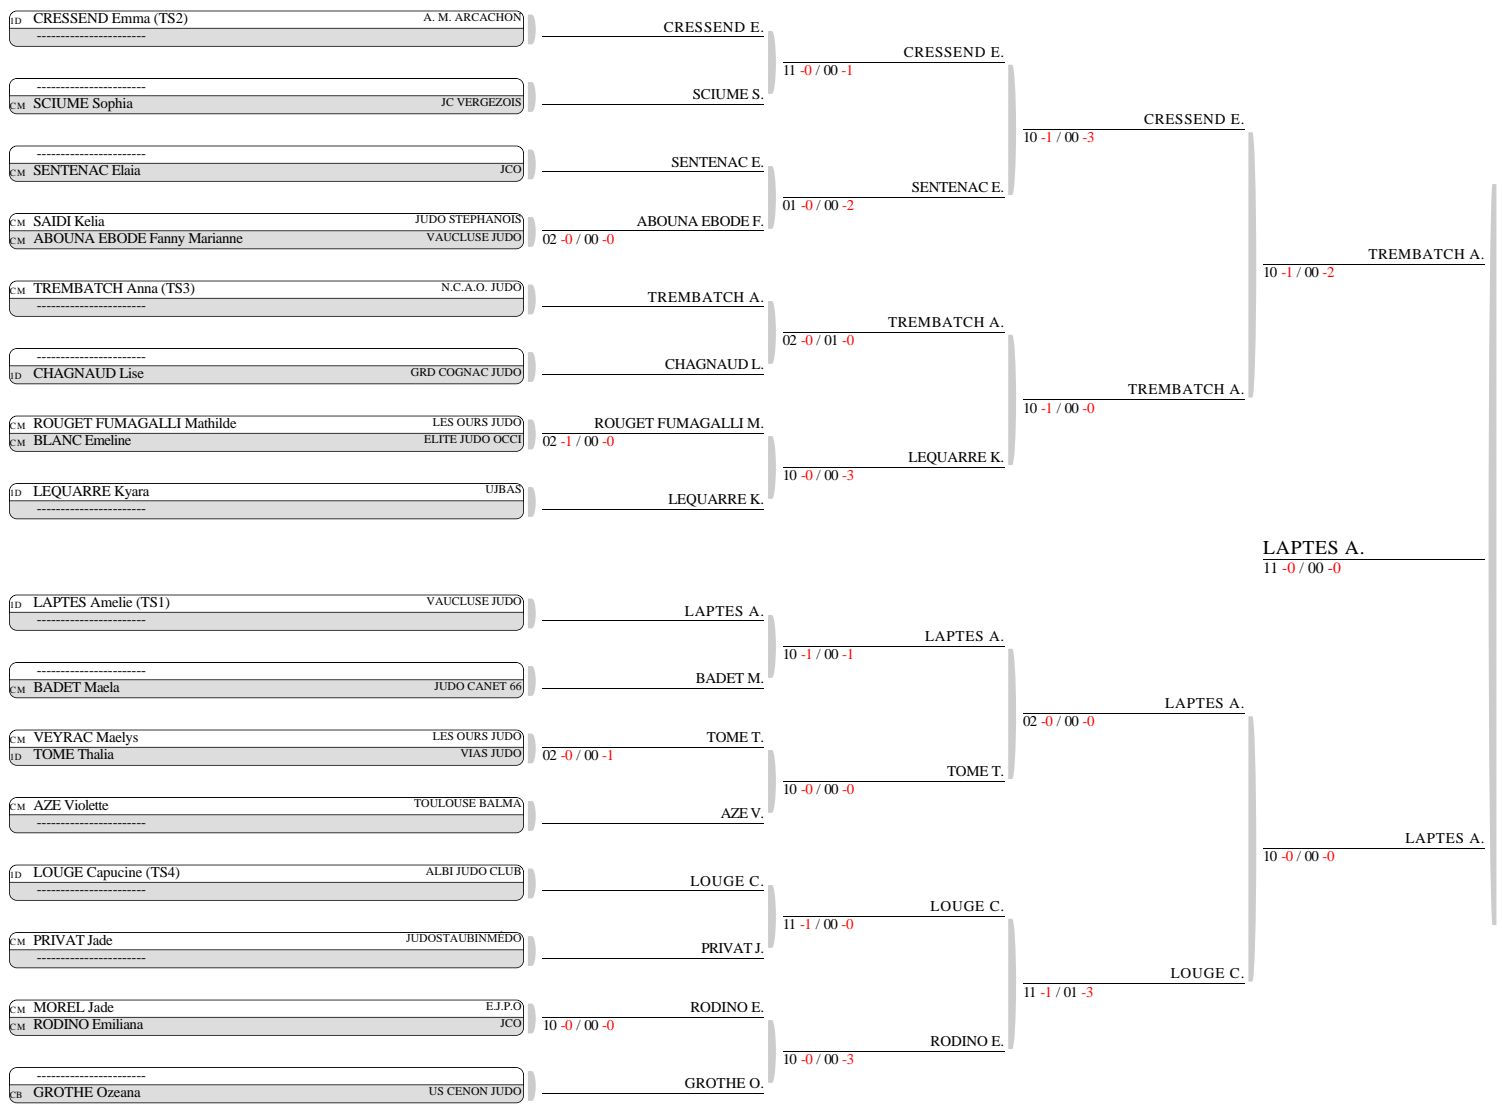 1D CRESSEND Emma (TS2) A. M. ARCACHON
-----------------------
-----------------------
CM SCIUME Sophia JC VERGEZOIS
-----------------------
CM SENTENAC Elaia JCO
CM SAIDI Kelia JUDO STEPHANOIS
CM ABOUNA EBODE Fanny Marianne VAUCLUSE JUDO
CM TREMBATCH Anna (TS3) N.C.A.O. JUDO
-----------------------
-----------------------
1D CHAGNAUD Lise GRD COGNAC JUDO
CM ROUGET FUMAGALLI Mathilde LES OURS JUDO
CM BLANC Emeline ELITE JUDO OCCI
1D LEQUARRE Kyara UJBAS
-----------------------
1D LAPTES Amelie (TS1) VAUCLUSE JUDO
-----------------------
-----------------------
CM BADET Maela JUDO CANET 66
CM VEYRAC Maelys LES OURS JUDO
1D TOME Thalia VIAS JUDO
CM AZE Violette TOULOUSE BALMA
-----------------------
1D LOUGE Capucine (TS4) ALBI JUDO CLUB
-----------------------
CM PRIVAT Jade JUDOSTAUBINMÉDO
-----------------------
CM MOREL Jade E.J.P.O
CM RODINO Emiliana JCO
-----------------------
CB GROTHE Ozeana US CENON JUDO
CRESSEND E.
SCIUME S.
SENTENAC E.
ABOUNA EBODE F.
02 -0 / 00 -0
TREMBATCH A.
CHAGNAUD L.
ROUGET FUMAGALLI M.
02 -1 / 00 -0
LEQUARRE K.
LAPTES A.
BADET M.
TOME T.
02 -0 / 00 -1
AZE V.
LOUGE C.
PRIVAT J.
RODINO E.
10 -0 / 00 -0
GROTHE O.
CRESSEND E.
11 -0 / 00 -1
SENTENAC E.
01 -0 / 00 -2
TREMBATCH A.
02 -0 / 01 -0
LEQUARRE K.
10 -0 / 00 -3
LAPTES A.
10 -1 / 00 -1
TOME T.
10 -0 / 00 -0
LOUGE C.
11 -1 / 00 -0
RODINO E.
10 -0 / 00 -3
CRESSEND E.
10 -1 / 00 -3
TREMBATCH A.
10 -1 / 00 -0
LAPTES A.
02 -0 / 00 -0
LOUGE C.
11 -1 / 01 -3
TREMBATCH A.
10 -1 / 00 -2
LAPTES A.
11 -0 / 00 -0
LAPTES A.
10 -0 / 00 -0